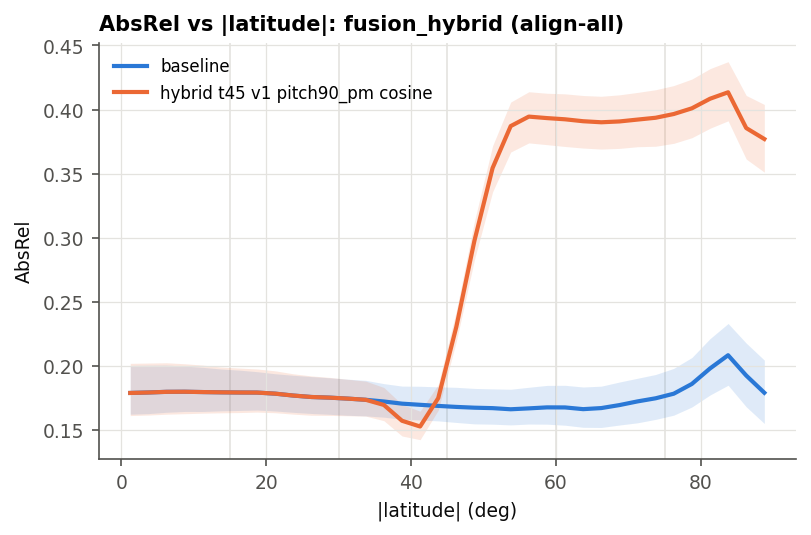 AbsRel vs |latitude|: fusion_hybrid (align-all)
baseline
hybrid t45 v1 pitch90_pm cosine
AbsRel
0.45
0.40
0.35
0.30
0.25
0.20
0.15
0 20 40 60 80
|latitude| (deg)